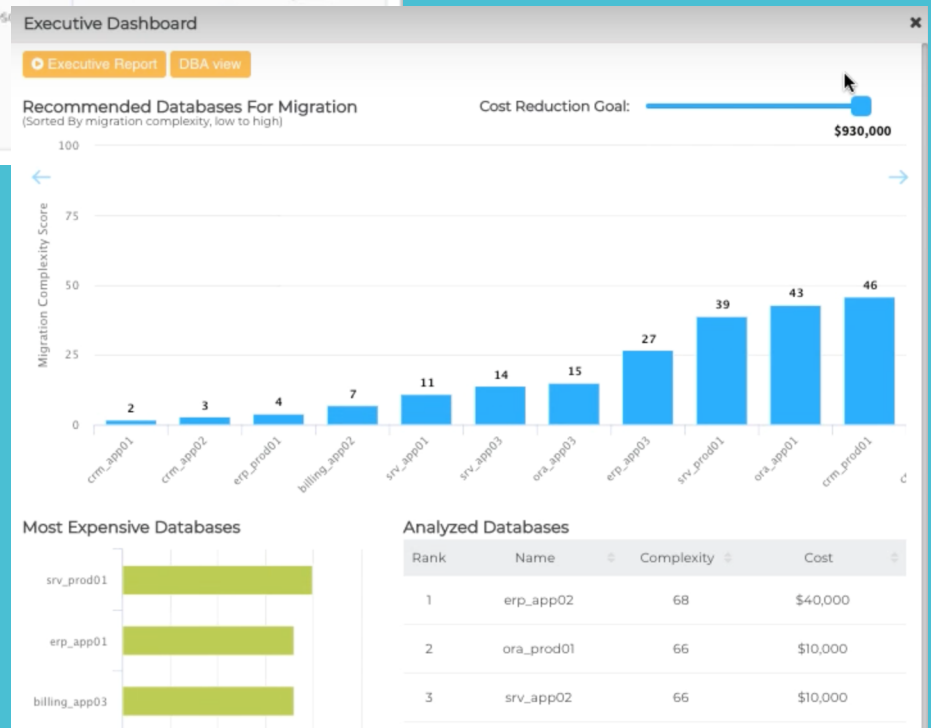 Executive Dashboard
Executive Report DBA view
Recommended Databases For Migration
(Sorted By migration complexity, low to high)
Cost Reduction Goal:
$930,000
Migration Complexity Score
100
75
50
25
0
2 3 4 7 11 14 15 27 39 43 46
crm_app01 crm_app02 erp_prod01 billing_app02 srv_app01 srv_app03 ora_app03 erp_app03 srv_prod01 ora_app01 crm_prod01
Most Expensive Databases
srv_prod01
erp_app01
billing_app03
Analyzed Databases
Rank Name Complexity Cost
1 erp_app02 68 $40,000
2 ora_prod01 66 $10,000
3 srv_app02 66 $10,000